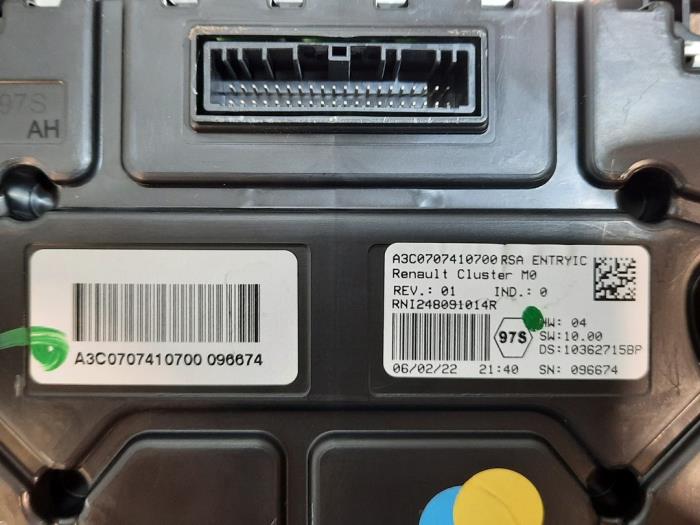 97S
AH
A3C0707410700 096674
A3C0707410700 RSA ENTRYIC
Renault Cluster M0
REV.: 01 IND.: 0
RNI248091014R
97S
HW: 04
SW:10.00
DS:10362715BP
06/02/22 21:40 SN: 096674